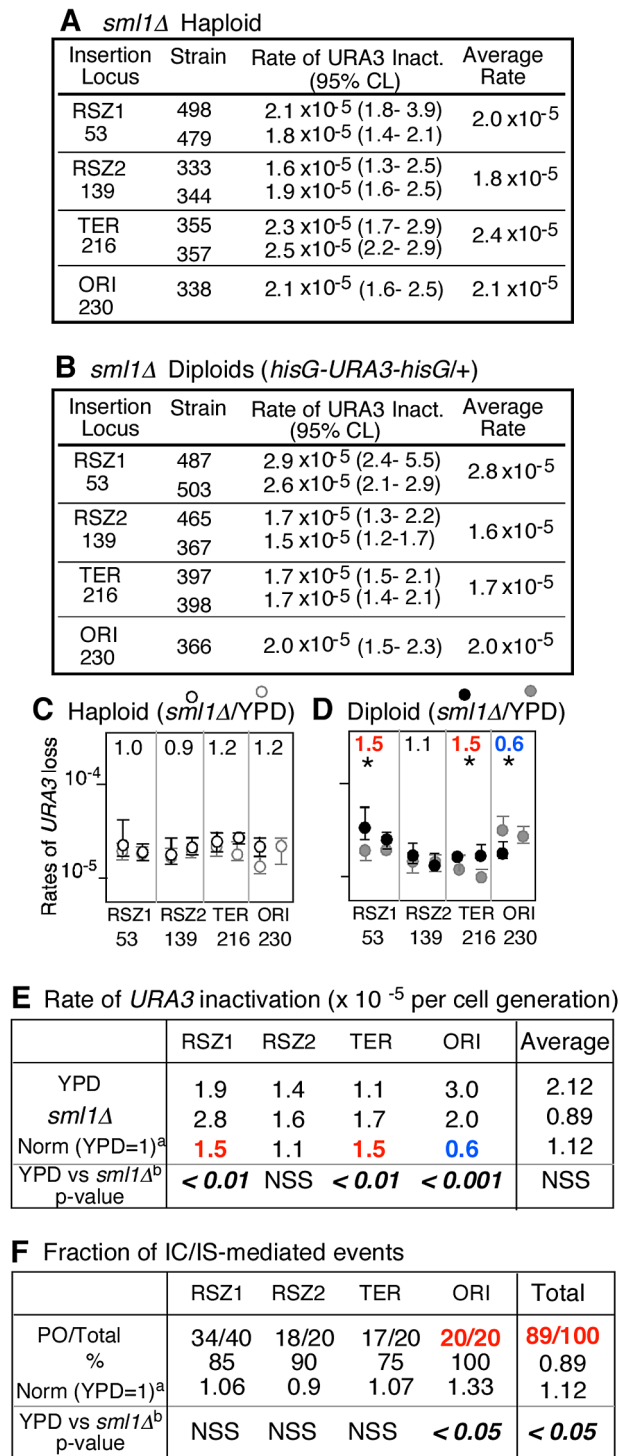 A sml1Δ Haploid
Insertion Locus Strain Rate of URA3 Inact. (95% CL) Average Rate
RSZ1 53 498 2.1 x10-5 (1.8- 3.9) 2.0 x10-5
479 1.8 x10-5 (1.4- 2.1)
RSZ2 139 333 1.6 x10-5 (1.3- 2.5) 1.8 x10-5
344 1.9 x10-5 (1.6- 2.5)
TER 216 355 2.3 x10-5 (1.7- 2.9) 2.4 x10-5
357 2.5 x10-5 (2.2- 2.9)
ORI 230 338 2.1 x10-5 (1.6- 2.5) 2.1 x10-5
B sml1Δ Diploids (hisG-URA3-hisG/+)
Insertion Locus Strain Rate of URA3 Inact. (95% CL) Average Rate
RSZ1 53 487 2.9 x10-5 (2.4- 5.5) 2.8 x10-5
503 2.6 x10-5 (2.1- 2.9)
RSZ2 139 465 1.7 x10-5 (1.3- 2.2) 1.6 x10-5
367 1.5 x10-5 (1.2-1.7)
TER 216 397 1.7 x10-5 (1.5- 2.1) 1.7 x10-5
398 1.7 x10-5 (1.4- 2.1)
ORI 230 366 2.0 x10-5 (1.5- 2.3) 2.0 x10-5
C Haploid (sml1Δ/YPD)
1.0 0.9 1.2 1.2
Rates of URA3 loss
10-4
10-5
RSZ1 RSZ2 TER ORI
53 139 216 230
D Diploid (sml1Δ/YPD)
1.5 1.1 1.5 0.6
* * *
RSZ1 RSZ2 TER ORI
53 139 216 230
E Rate of URA3 inactivation (x 10 -5 per cell generation)
RSZ1 RSZ2 TER ORI Average
YPD 1.9 1.4 1.1 3.0 2.12
sml1Δ 2.8 1.6 1.7 2.0 0.89
Norm (YPD=1)a 1.5 1.1 1.5 0.6 1.12
YPD vs sml1Δb < 0.01 NSS < 0.01 < 0.001 NSS
p-value
F Fraction of IC/IS-mediated events
RSZ1 RSZ2 TER ORI Total
PO/Total 34/40 18/20 17/20 20/20 89/100
% 85 90 75 100 0.89
Norm (YPD=1)a 1.06 0.9 1.07 1.33 1.12
YPD vs sml1Δb NSS NSS NSS < 0.05 < 0.05
p-value